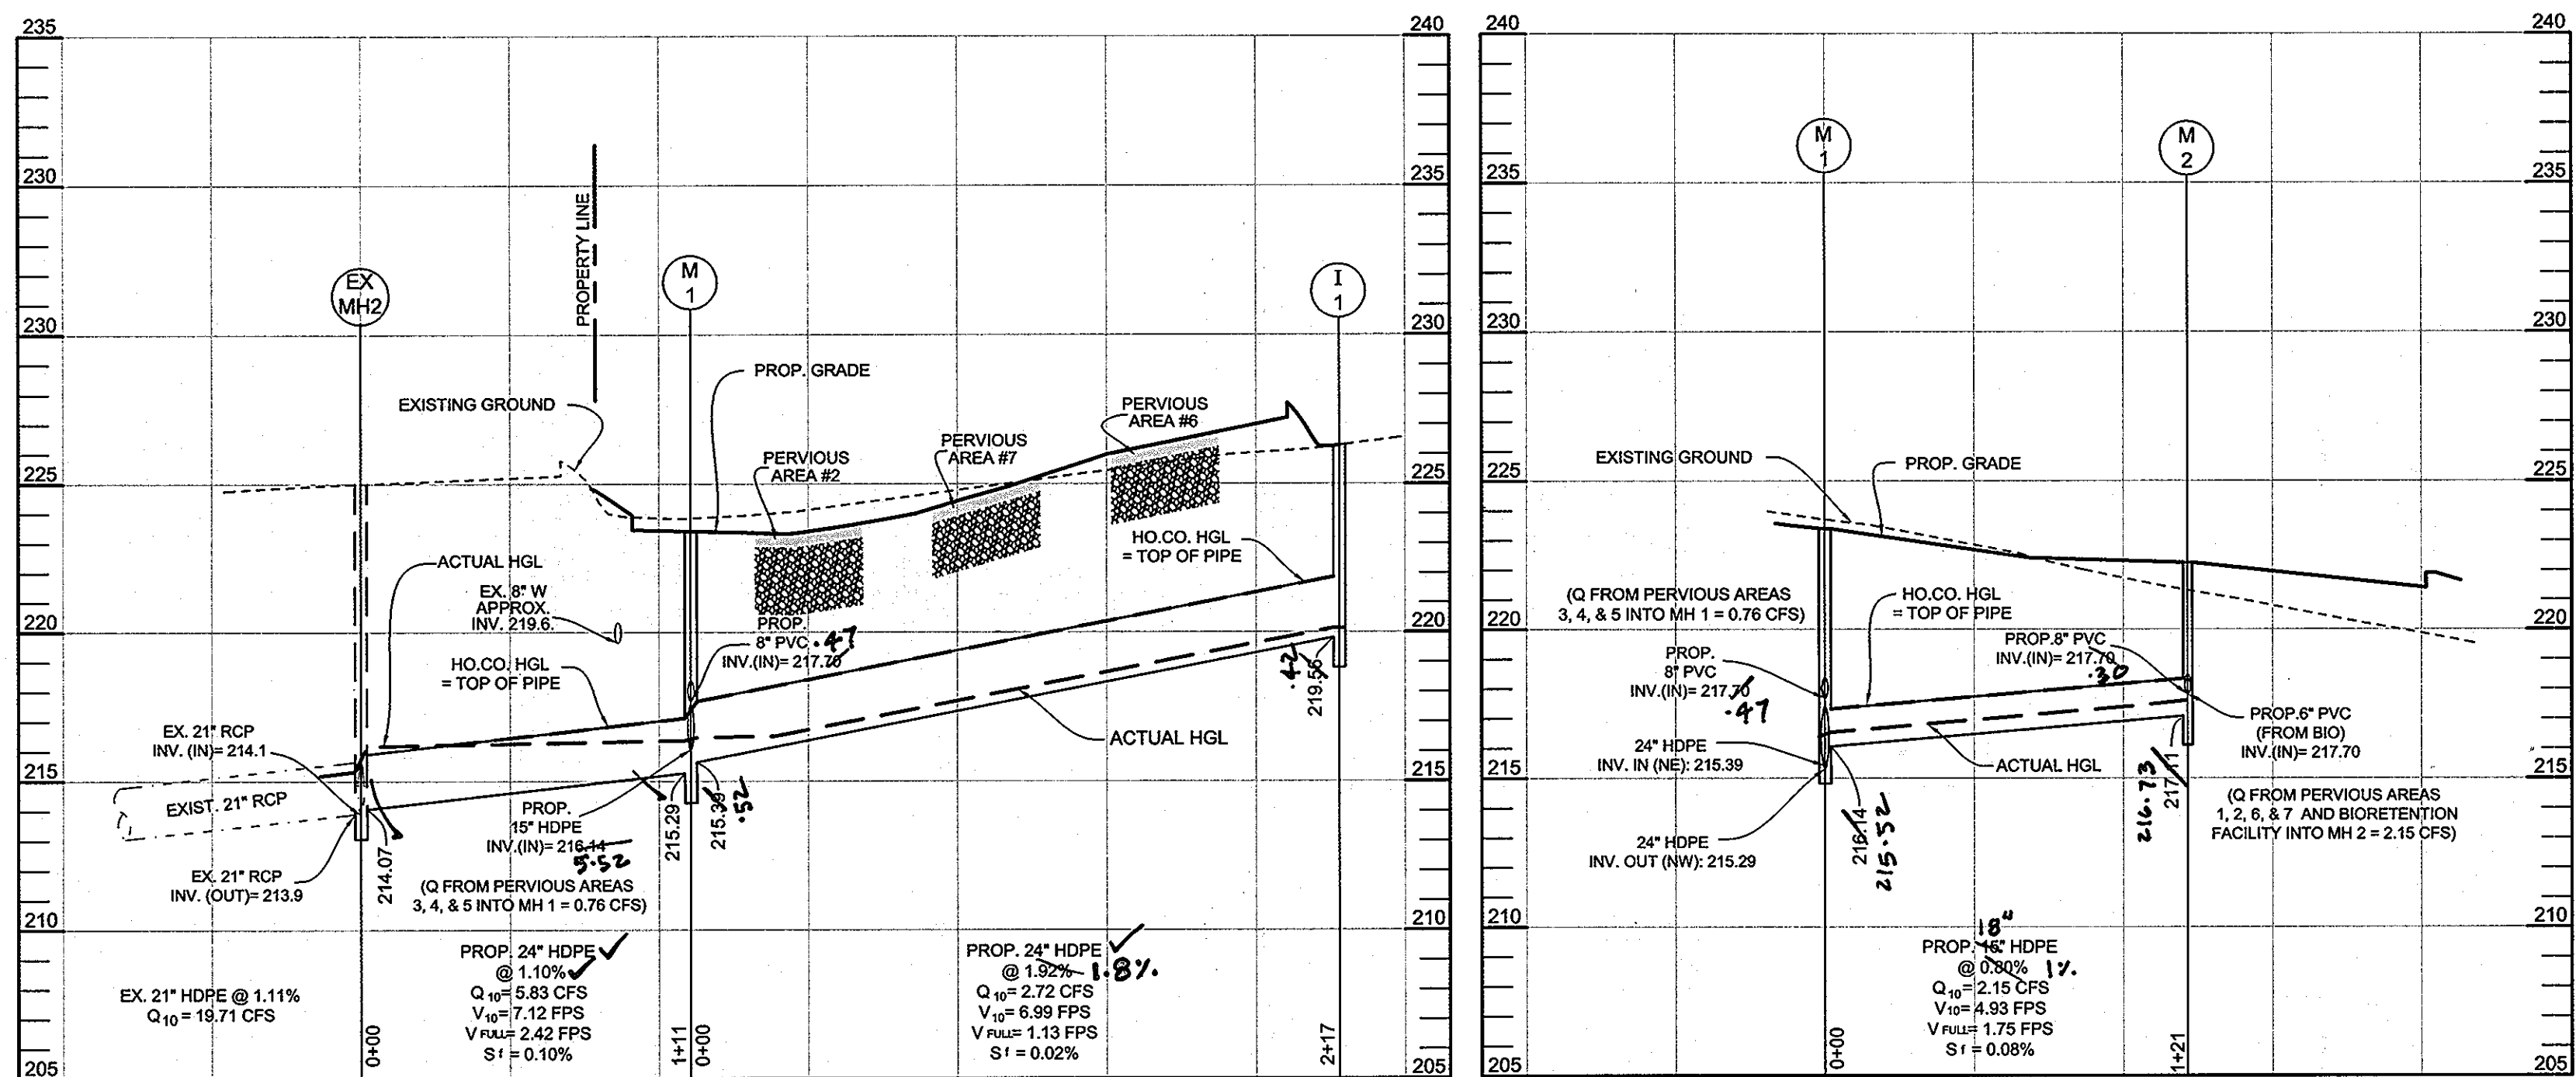 235
240
230
235
225
230
220
225
215
220
210
215
205
210
205
EX
MH2
PROPERTY LINE
M
1
I
1
PROP. GRADE
EXISTING GROUND
PERVIOUS
AREA #2
PERVIOUS
AREA #7
PERVIOUS
AREA #6
ACTUAL HGL
EX. 8" W
APPROX.
INV. 219.6.
HO.CO. HGL
= TOP OF PIPE
PROP.
8" PVC .47
INV.(IN)= 217.70
HO.CO. HGL
= TOP OF PIPE
ACTUAL HGL
.42
219.56
EX. 21" RCP
INV. (IN)= 214.1
EXIST. 21" RCP
EX. 21" RCP
INV. (OUT)= 213.9
214.07
PROP.
15" HDPE
INV.(IN)= 216.14
5.52
215.29
215.39
.52
(Q FROM PERVIOUS AREAS
3, 4, & 5 INTO MH 1 = 0.76 CFS)
EX. 21" HDPE @ 1.11%
Q10= 19.71 CFS
PROP. 24" HDPE
@ 1.10%
Q10= 5.83 CFS
V10= 7.12 FPS
V FULL= 2.42 FPS
Sf = 0.10%
PROP. 24" HDPE
@ 1.92% 1.8%
Q10= 2.72 CFS
V10= 6.99 FPS
V FULL= 1.13 FPS
Sf = 0.02%
0+00
1+11
0+00
2+17
240
240
235
235
230
230
225
225
220
220
215
215
210
210
205
205
M
1
M
2
EXISTING GROUND
PROP. GRADE
(Q FROM PERVIOUS AREAS
3, 4, & 5 INTO MH 1 = 0.76 CFS)
HO.CO. HGL
= TOP OF PIPE
PROP.
8" PVC
INV.(IN)= 217.70
.47
PROP.8" PVC
INV.(IN)= 217.70
.30
24" HDPE
INV. IN (NE): 215.39
ACTUAL HGL
PROP.6" PVC
(FROM BIO)
INV.(IN)= 217.70
24" HDPE
INV. OUT (NW): 215.29
216.14
215.52
216.73
217.11
(Q FROM PERVIOUS AREAS
1, 2, 6, & 7 AND BIORETENTION
FACILITY INTO MH 2 = 2.15 CFS)
18"
PROP. 15" HDPE
@ 0.80% 1%
Q10= 2.15 CFS
V10= 4.93 FPS
V FULL= 1.75 FPS
Sf = 0.08%
0+00
1+21